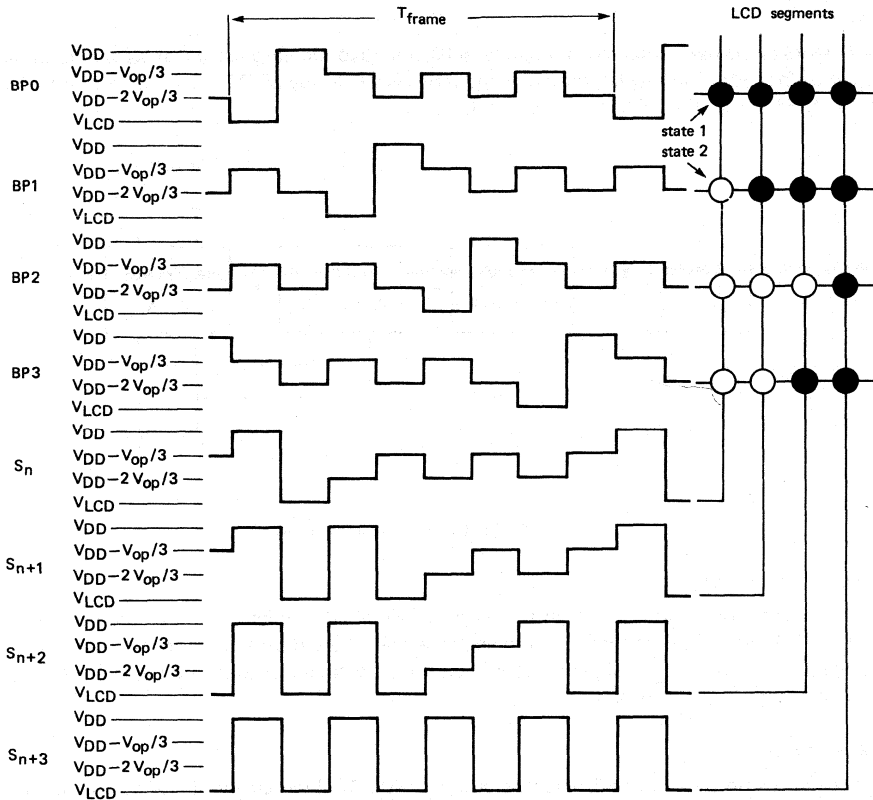 T_frame
LCD segments
BP0
V_DD
V_DD–V_op/3
V_DD–2 V_op/3
V_LCD
state 1
state 2
BP1
V_DD
V_DD–V_op/3
V_DD–2 V_op/3
V_LCD
BP2
V_DD
V_DD–V_op/3
V_DD–2 V_op/3
V_LCD
BP3
V_DD
V_DD–V_op/3
V_DD–2 V_op/3
V_LCD
S_n
V_DD
V_DD–V_op/3
V_DD–2 V_op/3
V_LCD
S_n+1
V_DD
V_DD–V_op/3
V_DD–2 V_op/3
V_LCD
S_n+2
V_DD
V_DD–V_op/3
V_DD–2 V_op/3
V_LCD
S_n+3
V_DD
V_DD–V_op/3
V_DD–2 V_op/3
V_LCD